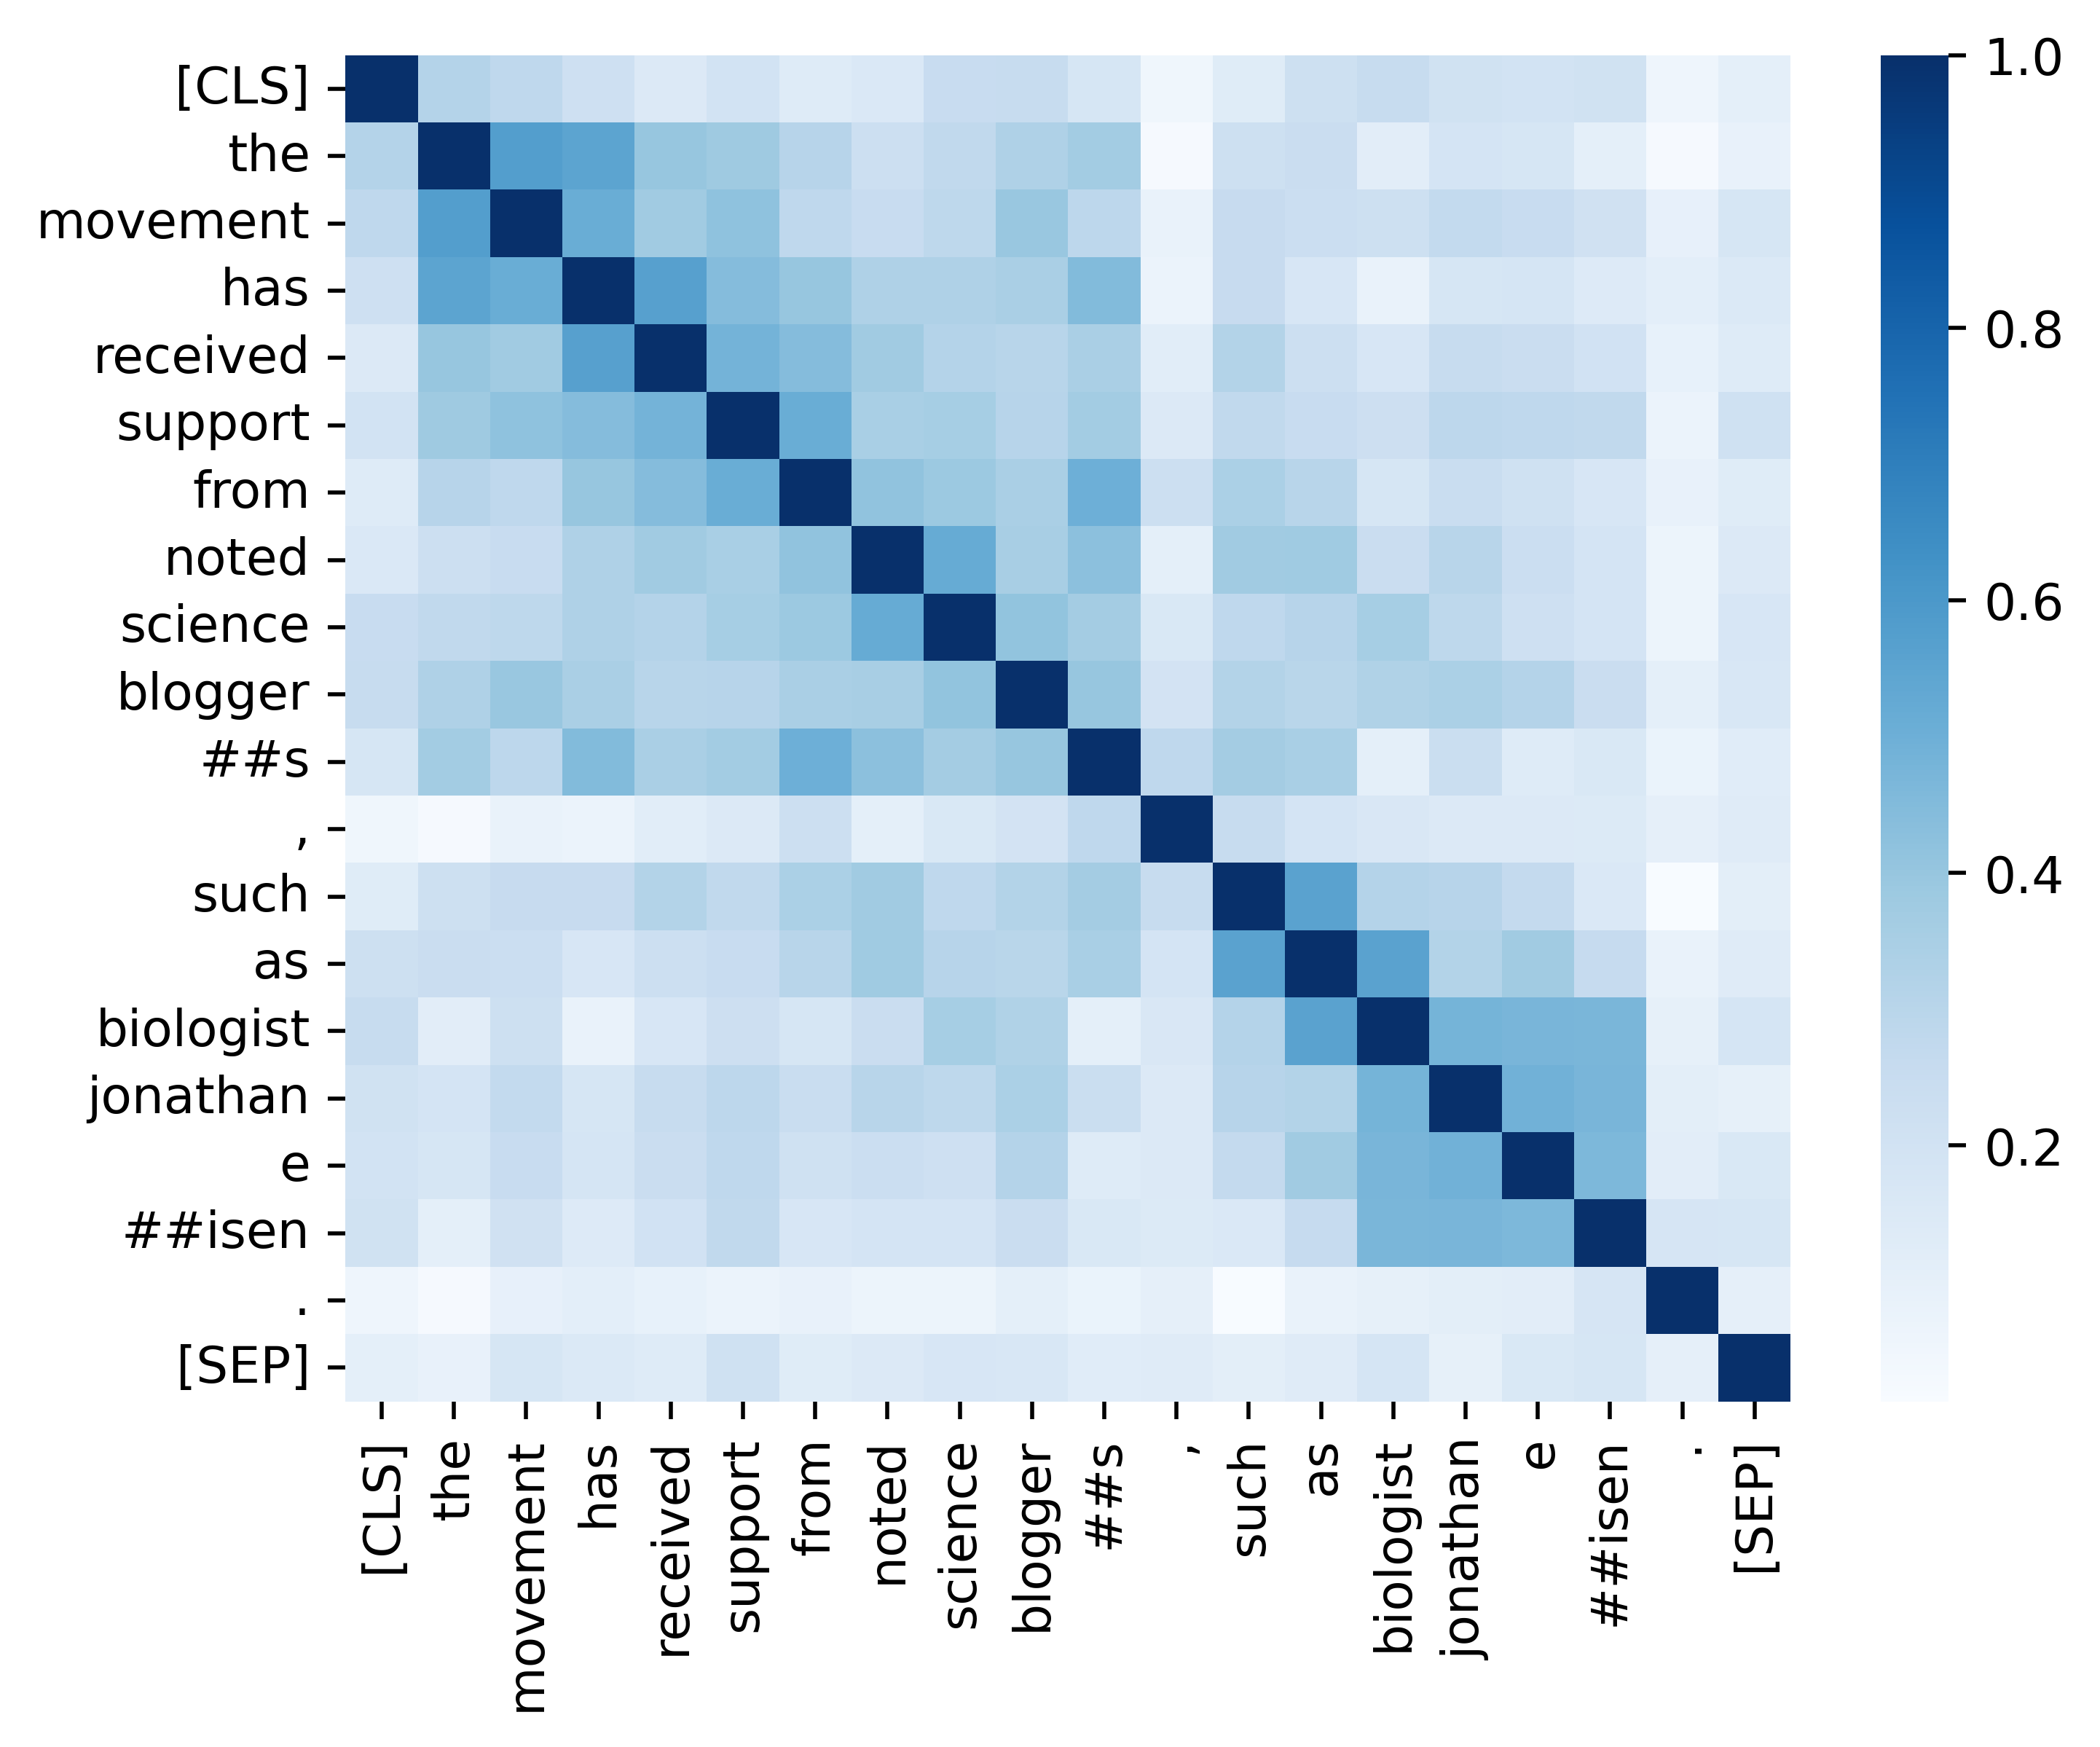 [CLS]
the
movement
has
received
support
from
noted
science
blogger
##s
,
such
as
biologist
jonathan
e
##isen
.
[SEP]
[CLS]
the
movement
has
received
support
from
noted
science
blogger
##s
,
such
as
biologist
jonathan
e
##isen
.
[SEP]
1.0
0.8
0.6
0.4
0.2